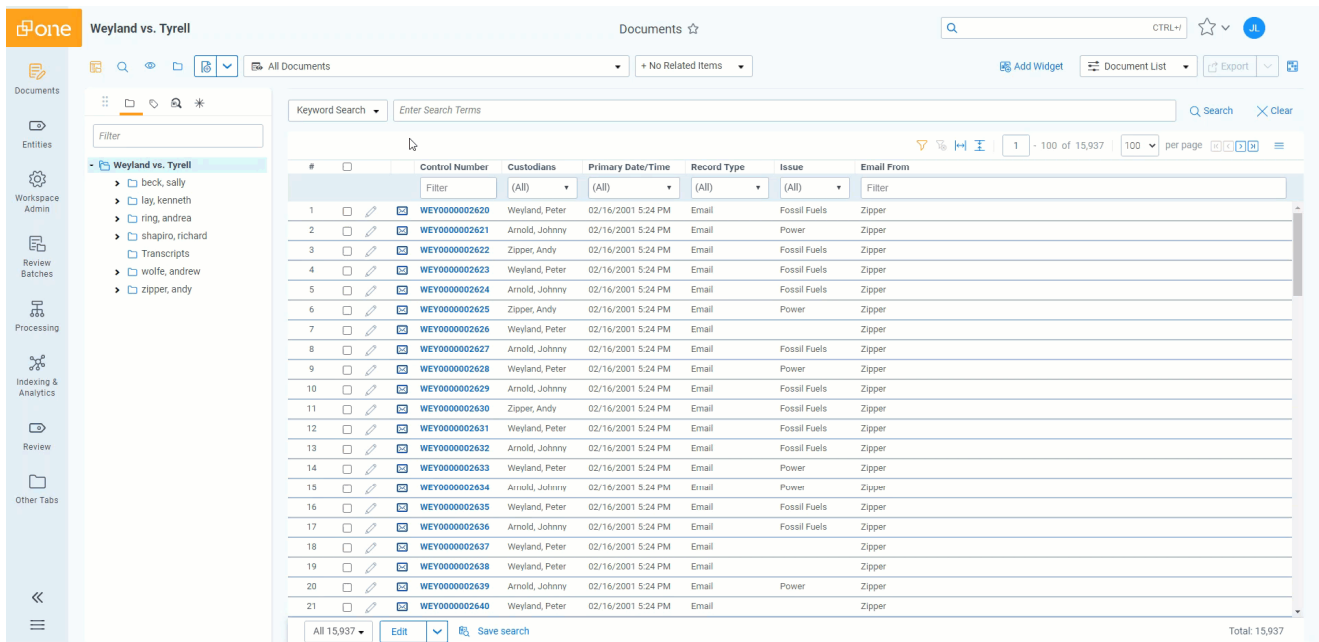 one
Weyland vs. Tyrell
Documents
CTRL+/
JL
All Documents
+ No Related Items
Add Widget
Document List
Export
Documents
Entities
Workspace
Admin
Review
Batches
Processing
Indexing &
Analytics
Review
Other Tabs
Filter
Weyland vs. Tyrell
beck, sally
lay, kenneth
ring, andrea
shapiro, richard
Transcripts
wolfe, andrew
zipper, andy
Keyword Search
Enter Search Terms
Search
Clear
1 - 100 of 15,937 100 per page
# Control Number Custodians Primary Date/Time Record Type Issue Email From
Filter (All) (All) (All) (All) Filter
1 WEY0000002620 Weyland, Peter 02/16/2001 5:24 PM Email Fossil Fuels Zipper
2 WEY0000002621 Arnold, Johnny 02/16/2001 5:24 PM Email Power Zipper
3 WEY0000002622 Zipper, Andy 02/16/2001 5:24 PM Email Fossil Fuels Zipper
4 WEY0000002623 Weyland, Peter 02/16/2001 5:24 PM Email Fossil Fuels Zipper
5 WEY0000002624 Arnold, Johnny 02/16/2001 5:24 PM Email Fossil Fuels Zipper
6 WEY0000002625 Zipper, Andy 02/16/2001 5:24 PM Email Power Zipper
7 WEY0000002626 Weyland, Peter 02/16/2001 5:24 PM Email Zipper
8 WEY0000002627 Arnold, Johnny 02/16/2001 5:24 PM Email Fossil Fuels Zipper
9 WEY0000002628 Weyland, Peter 02/16/2001 5:24 PM Email Power Zipper
10 WEY0000002629 Arnold, Johnny 02/16/2001 5:24 PM Email Fossil Fuels Zipper
11 WEY0000002630 Zipper, Andy 02/16/2001 5:24 PM Email Fossil Fuels Zipper
12 WEY0000002631 Weyland, Peter 02/16/2001 5:24 PM Email Fossil Fuels Zipper
13 WEY0000002632 Arnold, Johnny 02/16/2001 5:24 PM Email Fossil Fuels Zipper
14 WEY0000002633 Weyland, Peter 02/16/2001 5:24 PM Email Power Zipper
15 WEY0000002634 Arnold, Johnny 02/16/2001 5:24 PM Email Power Zipper
16 WEY0000002635 Weyland, Peter 02/16/2001 5:24 PM Email Fossil Fuels Zipper
17 WEY0000002636 Arnold, Johnny 02/16/2001 5:24 PM Email Fossil Fuels Zipper
18 WEY0000002637 Weyland, Peter 02/16/2001 5:24 PM Email Zipper
19 WEY0000002638 Weyland, Peter 02/16/2001 5:24 PM Email Zipper
20 WEY0000002639 Arnold, Johnny 02/16/2001 5:24 PM Email Power Zipper
21 WEY0000002640 Weyland, Peter 02/16/2001 5:24 PM Email Zipper
All 15,937 Edit Save search Total: 15,937